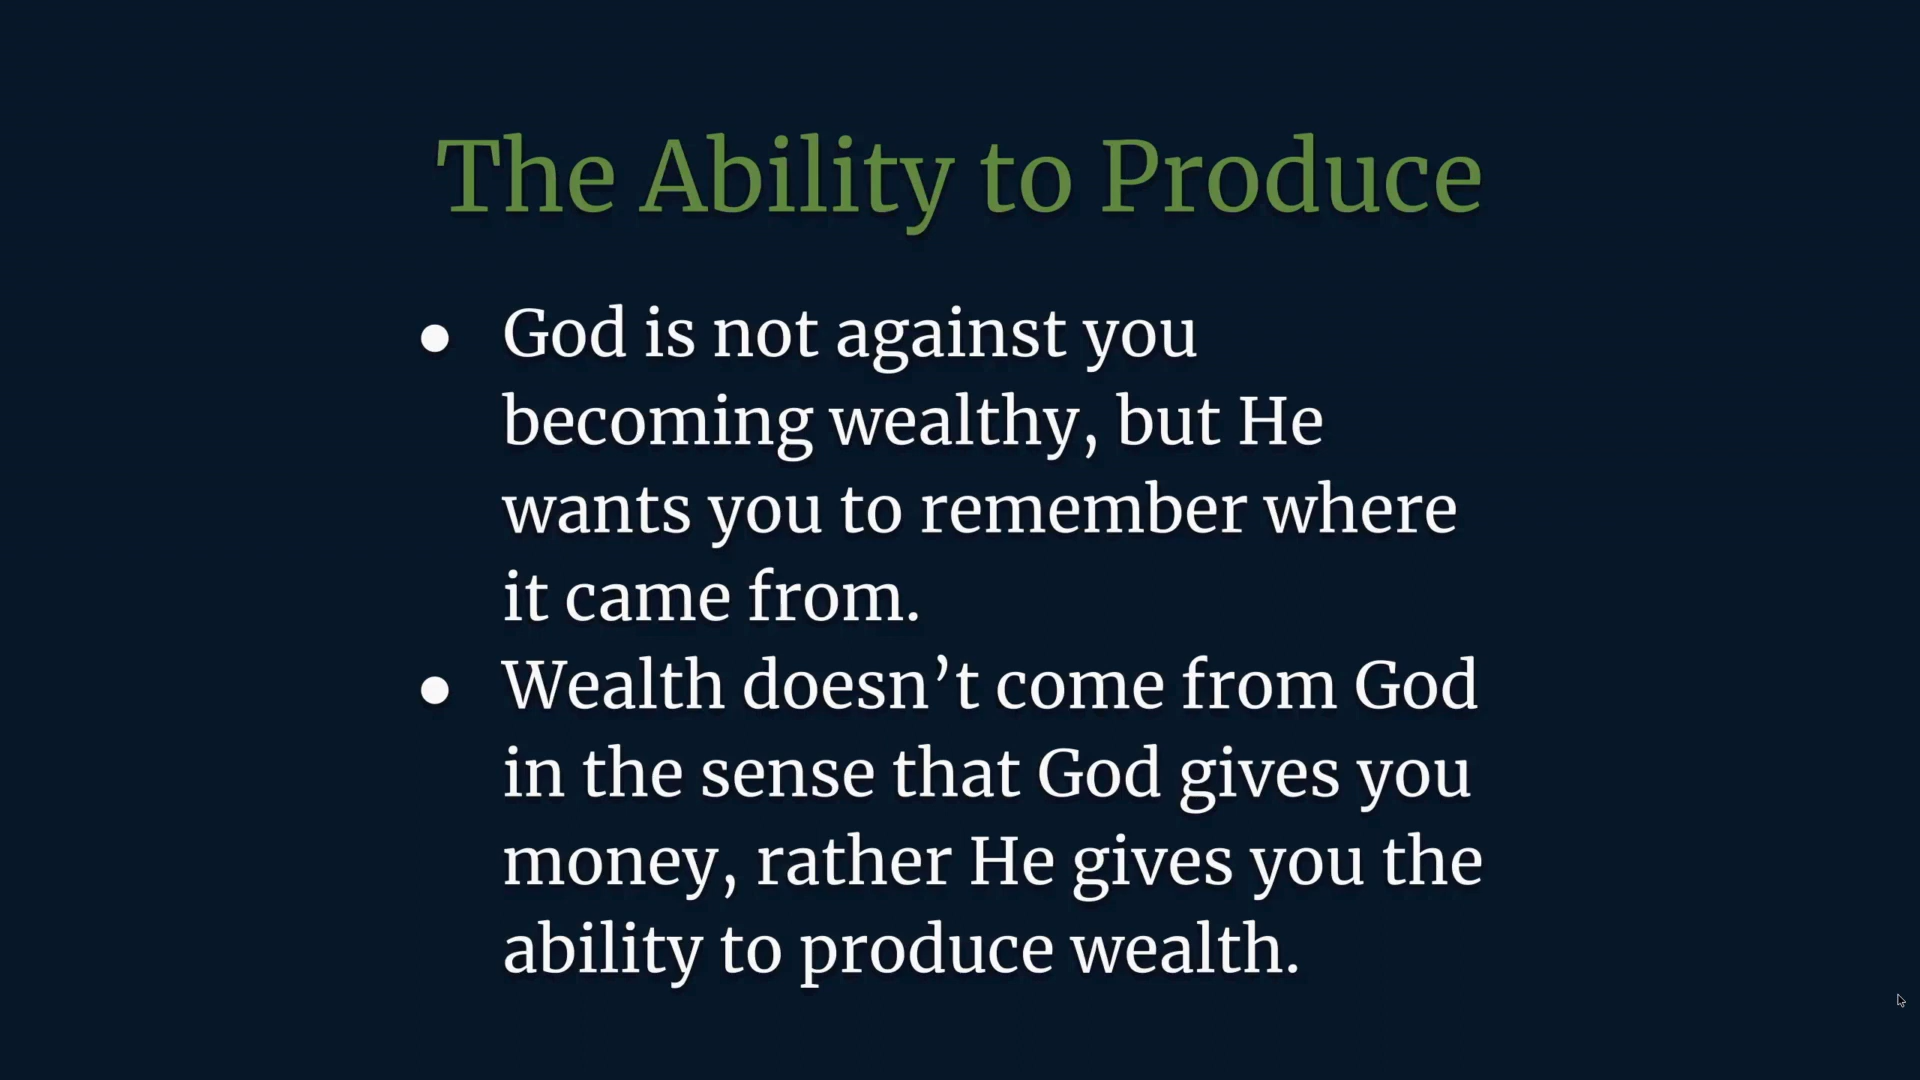 The Ability to Produce
● God is not against you
becoming wealthy, but He
wants you to remember where
it came from.
● Wealth doesn’t come from God
in the sense that God gives you
money, rather He gives you the
ability to produce wealth.